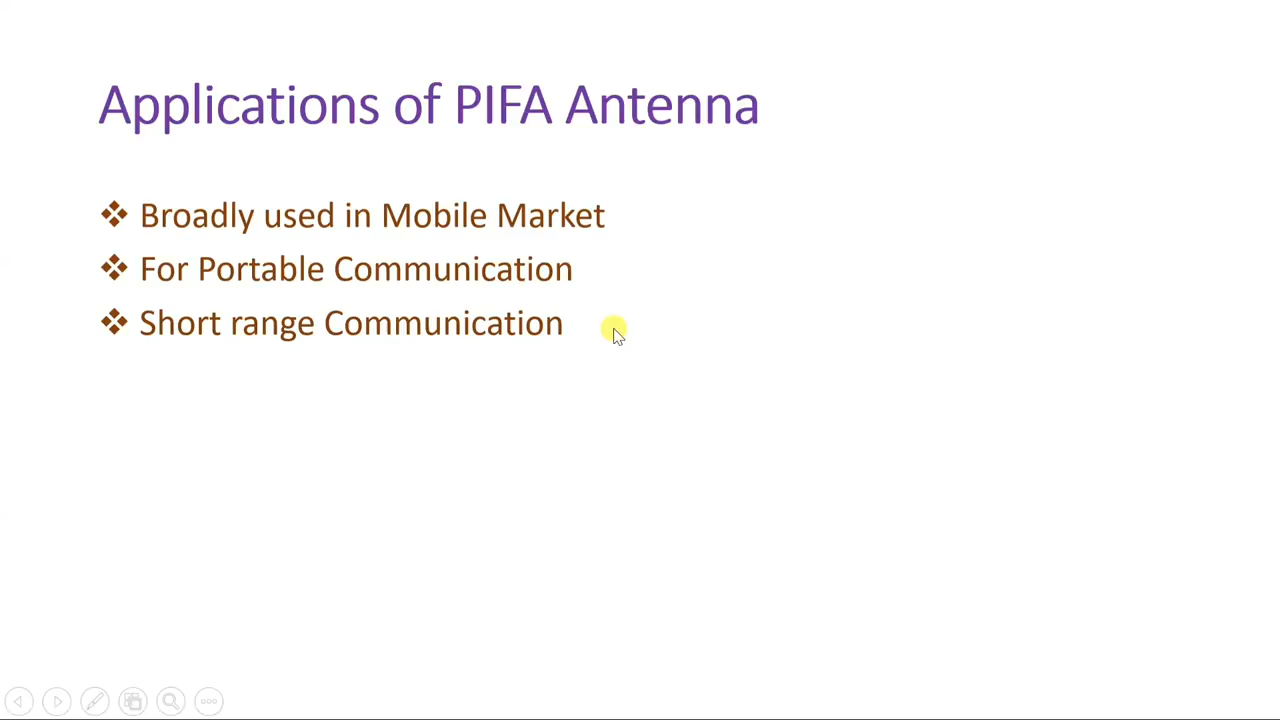 Applications of PIFA Antenna
Broadly used in Mobile Market
For Portable Communication
Short range Communication